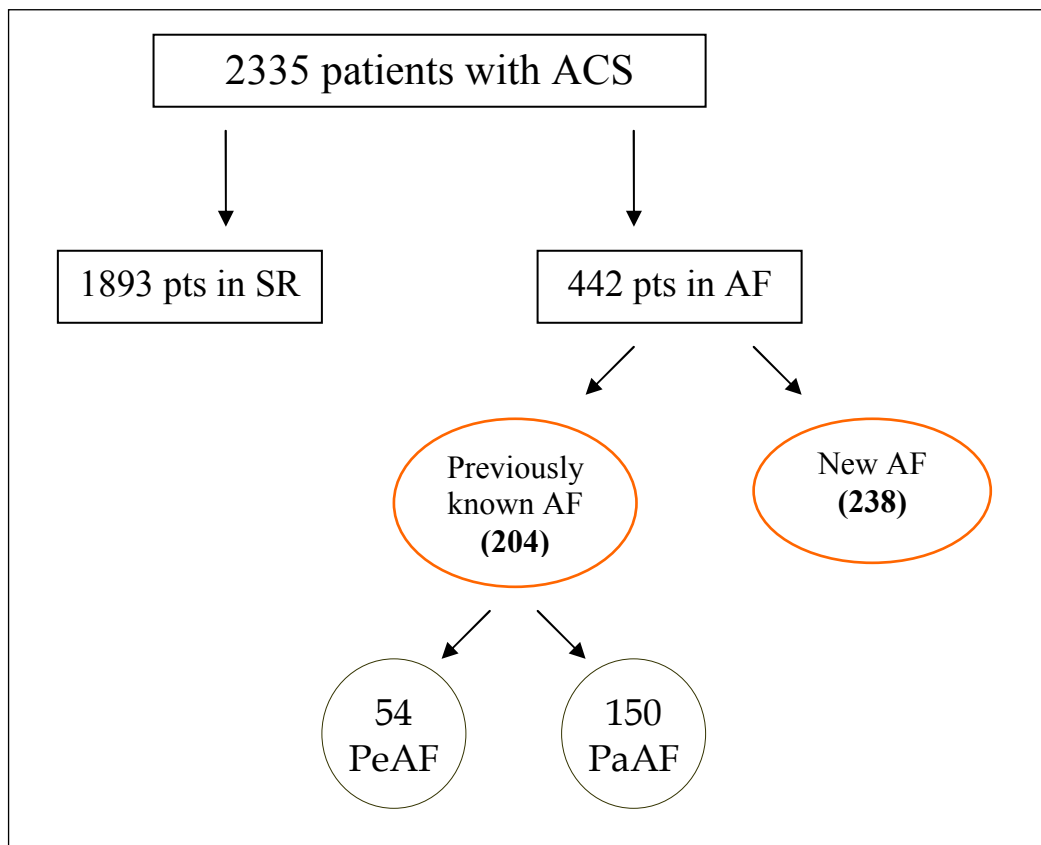 2335 patients with ACS
1893 pts in SR
442 pts in AF
Previously
known AF
(204)
New AF
(238)
54
PeAF
150
PaAF